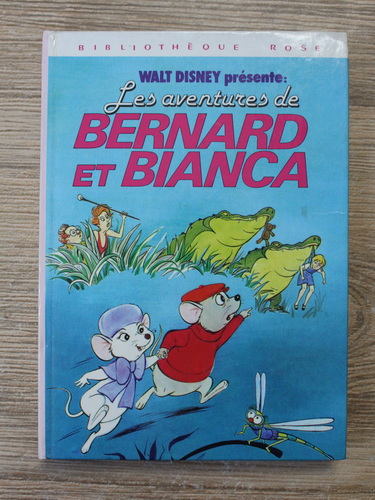 BIBLIOTHÈQUE ROSE
WALT DISNEY présente:
Les aventures de
BERNARD
ET BIANCA